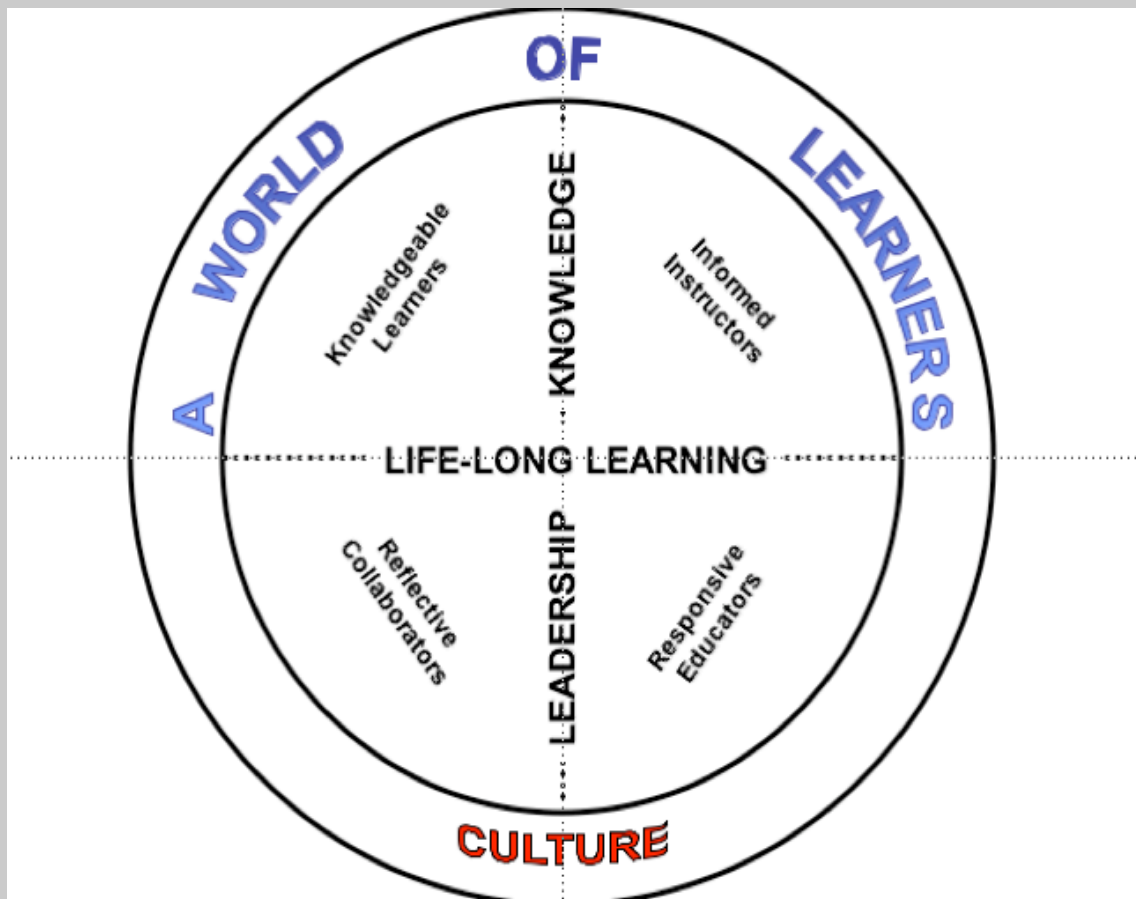 A WORLD OF LEARNERS
Knowledgeable
Learners
KNOWLEDGE
Informed
Instructors
LIFE-LONG LEARNING
Reflective
Collaborators
LEADERSHIP
Responsive
Educators
CULTURE